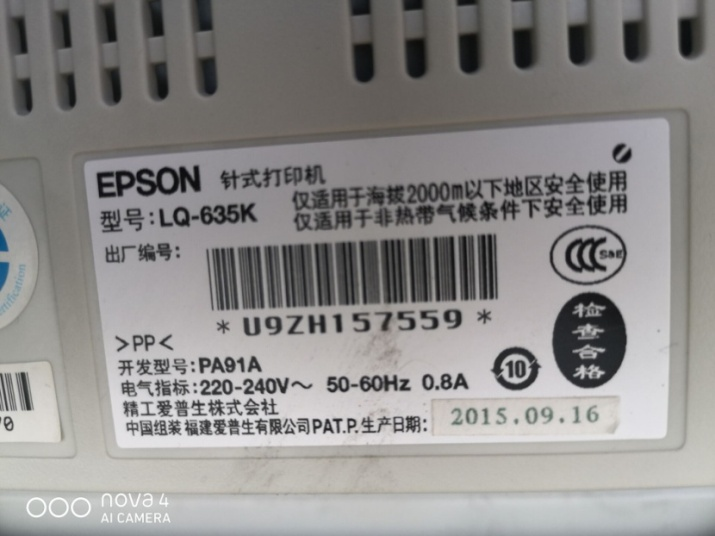 EPSON 针式打印机
仅适用于海拔2000m以下地区安全使用
型号:LQ-635K
仅适用于非热带气候条件下安全使用
出厂编号:
CCC S&E
*U9ZH157559*
检查合格
>PP<
开发型号:PA91A
10
电气指标:220-240V～ 50-60Hz 0.8A
精工爱普生株式会社
2015.09.16
中国组装福建爱普生有限公司PAT.P.生产日期:
70
nova 4
AI CAMERA